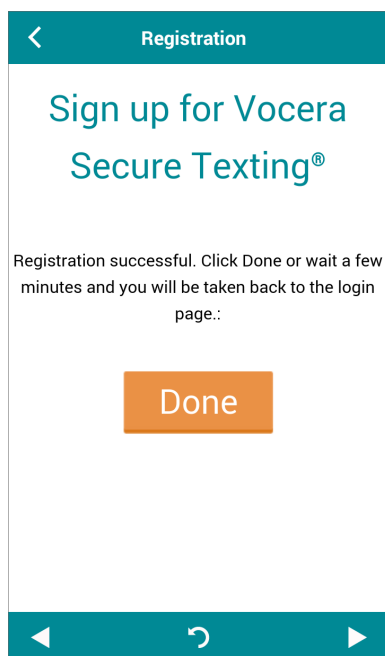 Registration
Sign up for Vocera
Secure Texting®
Registration successful. Click Done or wait a few
minutes and you will be taken back to the login
page.:
Done